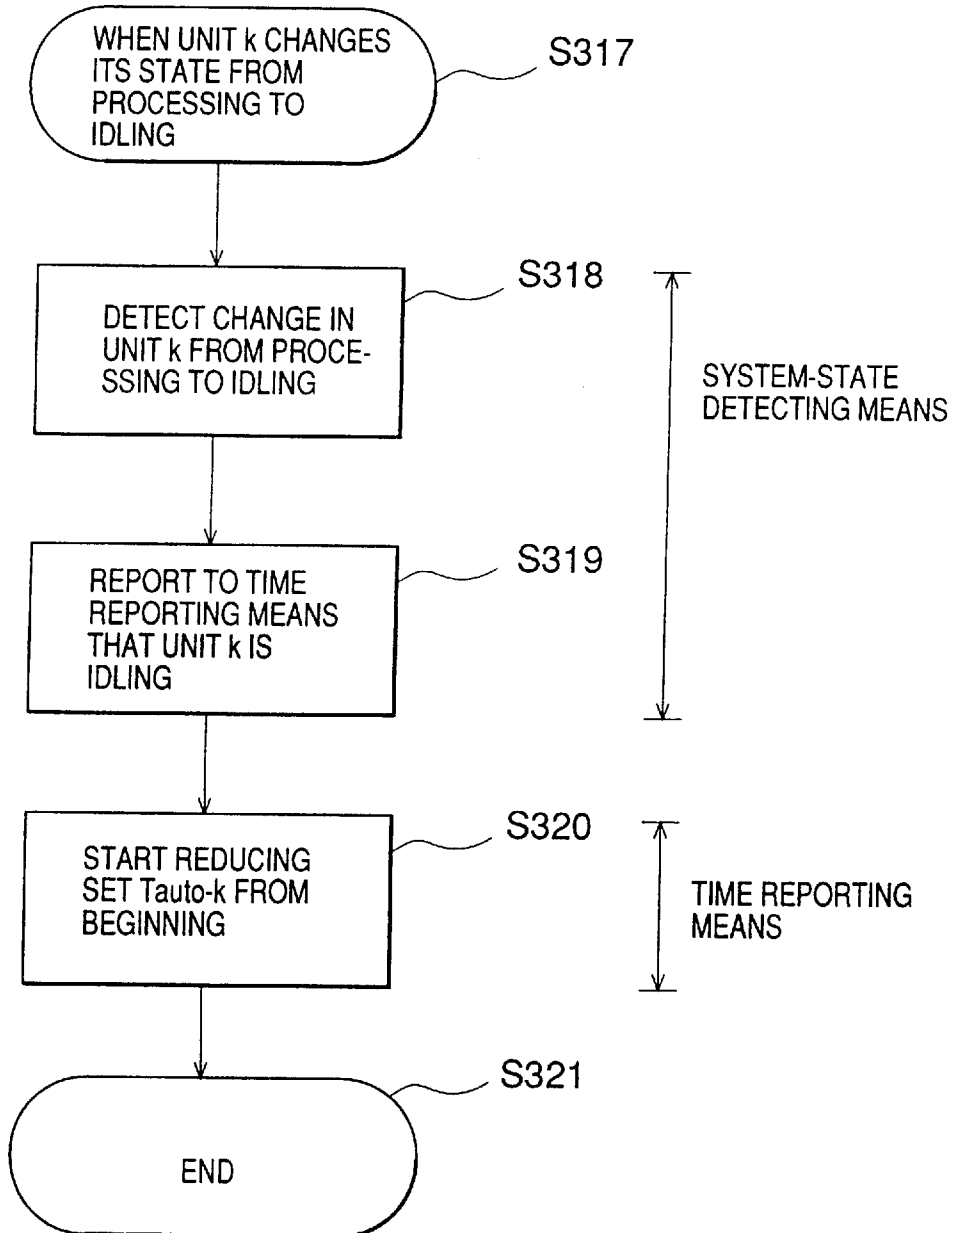 WHEN UNIT k CHANGES
ITS STATE FROM
PROCESSING TO
IDLING
S317
S318
DETECT CHANGE IN
UNIT k FROM PROCE-
SSING TO IDLING
SYSTEM-STATE
DETECTING MEANS
S319
REPORT TO TIME
REPORTING MEANS
THAT UNIT k IS
IDLING
S320
START REDUCING
SET Tauto-k FROM
BEGINNING
TIME REPORTING
MEANS
S321
END